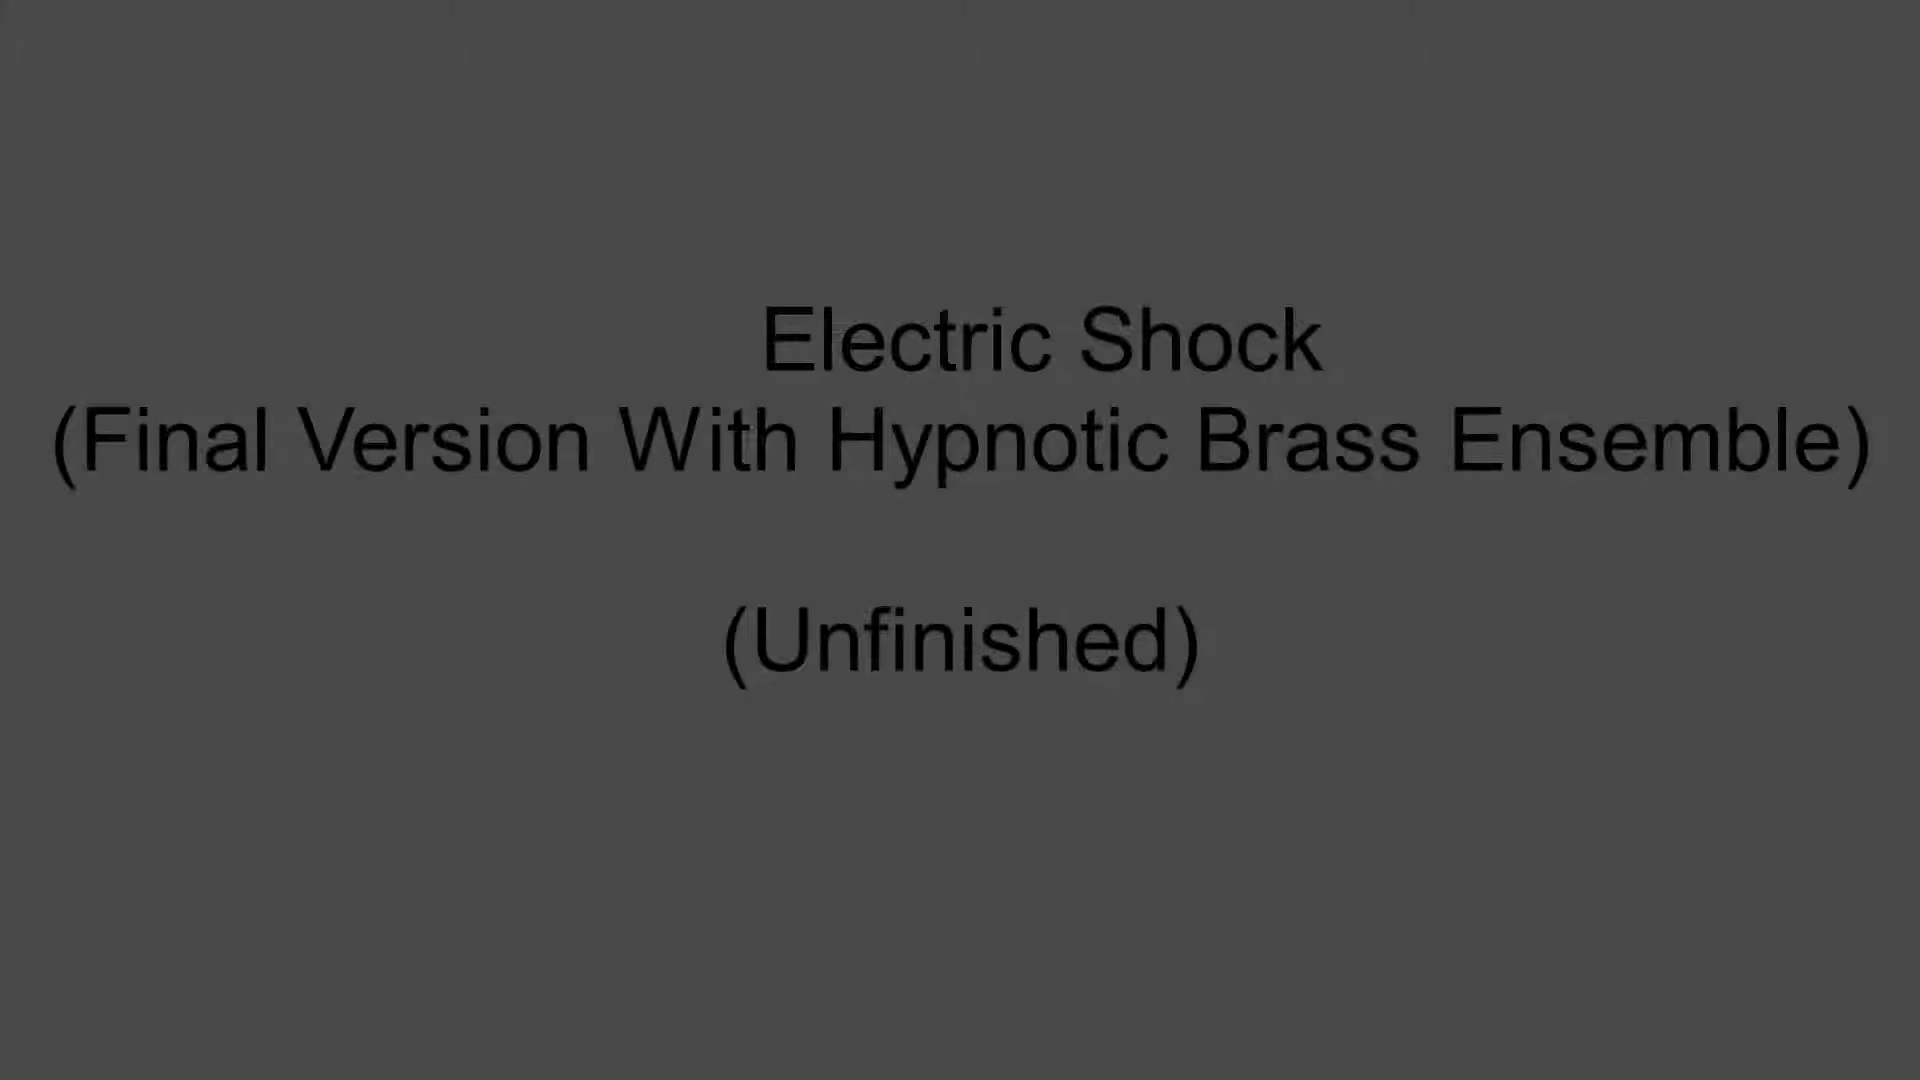 Electric Shock
(Final Version With Hypnotic Brass Ensemble)
(Unfinished)